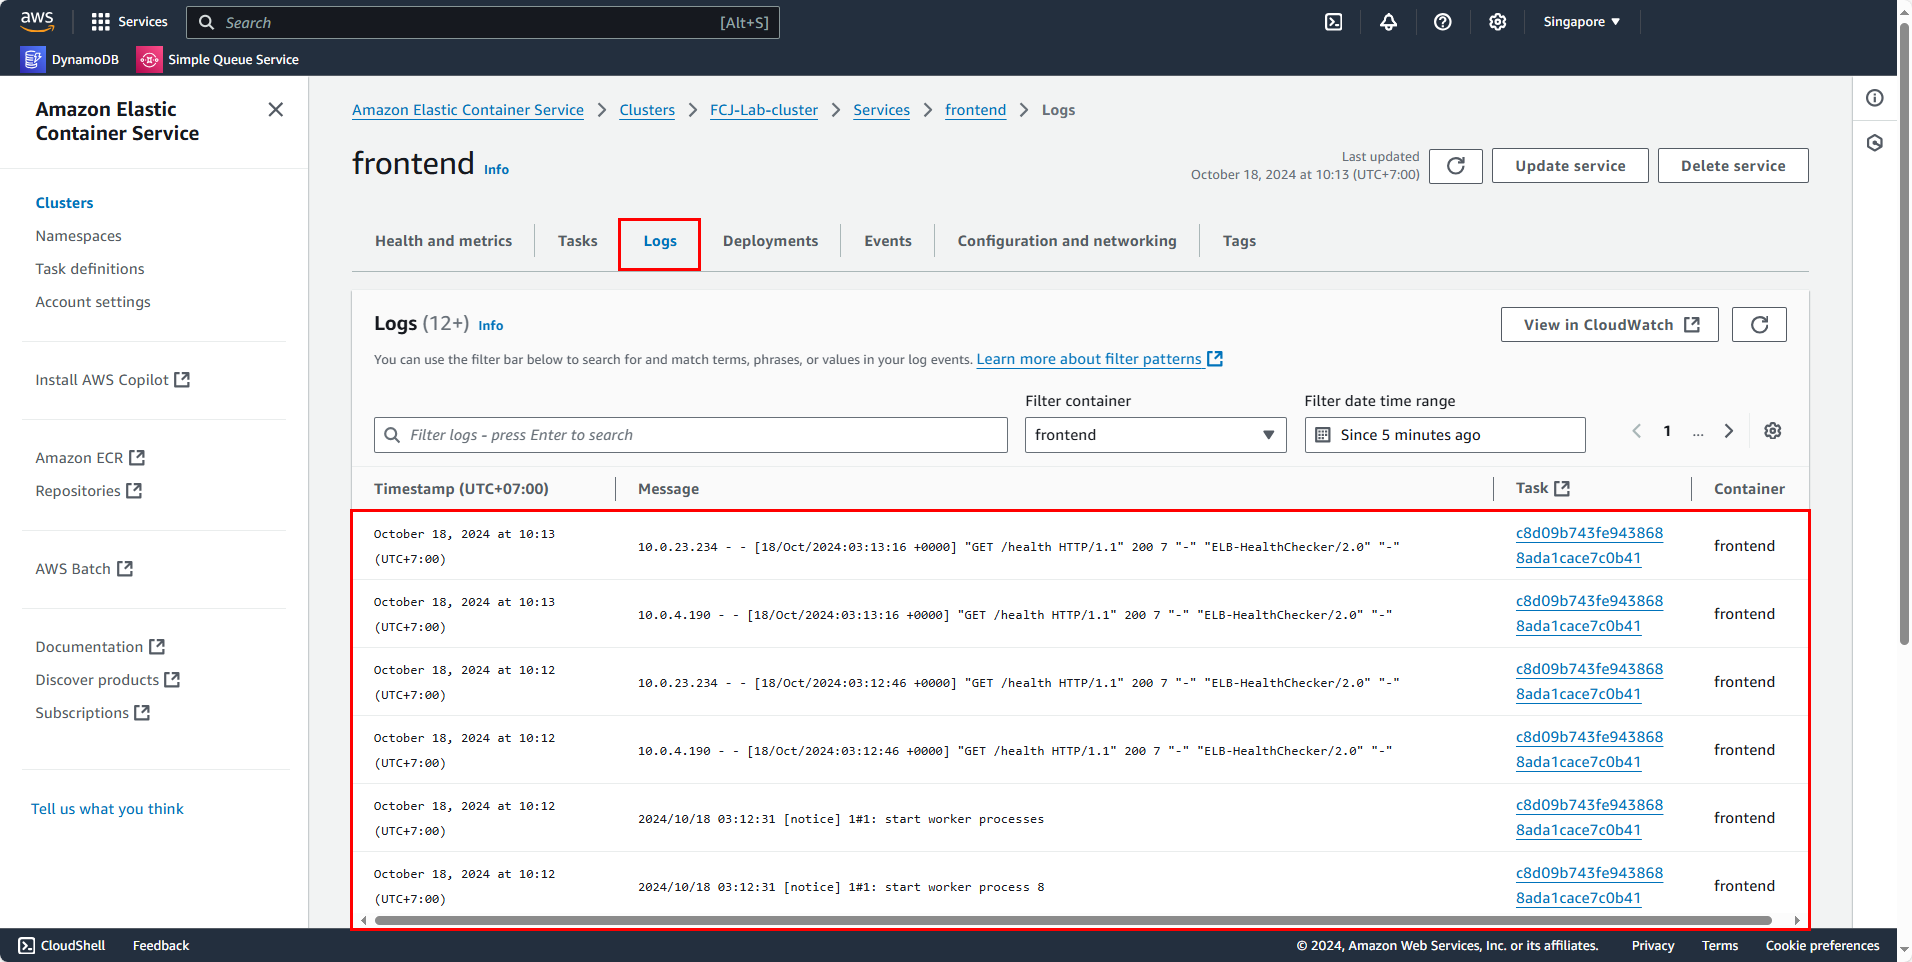 aws
Services
Search
[Alt+S]
Singapore
DynamoDB
Simple Queue Service
Amazon Elastic
Container Service
Clusters
Namespaces
Task definitions
Account settings
Install AWS Copilot
Amazon ECR
Repositories
AWS Batch
Documentation
Discover products
Subscriptions
Tell us what you think
Amazon Elastic Container Service > Clusters > FCJ-Lab-cluster > Services > frontend > Logs
frontend Info
Last updated
October 18, 2024 at 10:13 (UTC+7:00)
Update service
Delete service
Health and metrics
Tasks
Logs
Deployments
Events
Configuration and networking
Tags
Logs (12+) Info
View in CloudWatch
You can use the filter bar below to search for and match terms, phrases, or values in your log events. Learn more about filter patterns
Filter container
Filter date time range
Filter logs - press Enter to search
frontend
Since 5 minutes ago
1
...
Timestamp (UTC+07:00)
Message
Task
Container
October 18, 2024 at 10:13
(UTC+7:00)
10.0.23.234 - - [18/Oct/2024:03:13:16 +0000] "GET /health HTTP/1.1" 200 7 "-" "ELB-HealthChecker/2.0" "-"
c8d09b743fe943868
8ada1cace7c0b41
frontend
October 18, 2024 at 10:13
(UTC+7:00)
10.0.4.190 - - [18/Oct/2024:03:13:16 +0000] "GET /health HTTP/1.1" 200 7 "-" "ELB-HealthChecker/2.0" "-"
c8d09b743fe943868
8ada1cace7c0b41
frontend
October 18, 2024 at 10:12
(UTC+7:00)
10.0.23.234 - - [18/Oct/2024:03:12:46 +0000] "GET /health HTTP/1.1" 200 7 "-" "ELB-HealthChecker/2.0" "-"
c8d09b743fe943868
8ada1cace7c0b41
frontend
October 18, 2024 at 10:12
(UTC+7:00)
10.0.4.190 - - [18/Oct/2024:03:12:46 +0000] "GET /health HTTP/1.1" 200 7 "-" "ELB-HealthChecker/2.0" "-"
c8d09b743fe943868
8ada1cace7c0b41
frontend
October 18, 2024 at 10:12
(UTC+7:00)
2024/10/18 03:12:31 [notice] 1#1: start worker processes
c8d09b743fe943868
8ada1cace7c0b41
frontend
October 18, 2024 at 10:12
(UTC+7:00)
2024/10/18 03:12:31 [notice] 1#1: start worker process 8
c8d09b743fe943868
8ada1cace7c0b41
frontend
CloudShell
Feedback
© 2024, Amazon Web Services, Inc. or its affiliates.
Privacy
Terms
Cookie preferences